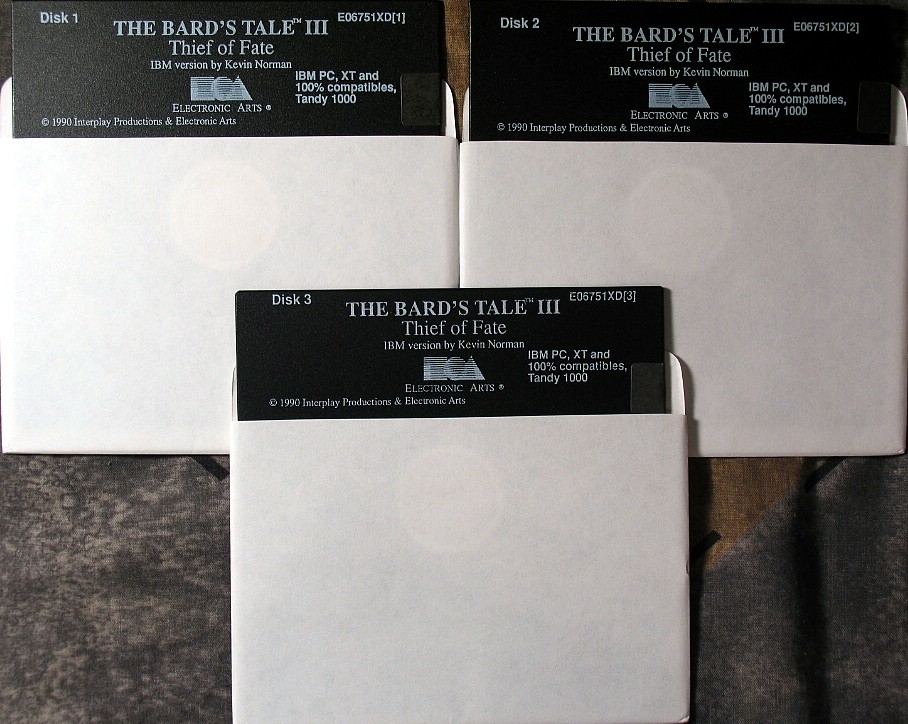 Disk 1
E06751XD[1]
THE BARD'S TALE™ III
Thief of Fate
IBM version by Kevin Norman
IBM PC, XT and
100% compatibles,
Tandy 1000
ELECTRONIC ARTS ®
© 1990 Interplay Productions & Electronic Arts
Disk 2
E06751XD[2]
THE BARD'S TALE™ III
Thief of Fate
IBM version by Kevin Norman
IBM PC, XT and
100% compatibles,
Tandy 1000
ELECTRONIC ARTS ®
© 1990 Interplay Productions & Electronic Arts
Disk 3
E06751XD[3]
THE BARD'S TALE™ III
Thief of Fate
IBM version by Kevin Norman
IBM PC, XT and
100% compatibles,
Tandy 1000
ELECTRONIC ARTS ®
© 1990 Interplay Productions & Electronic Arts